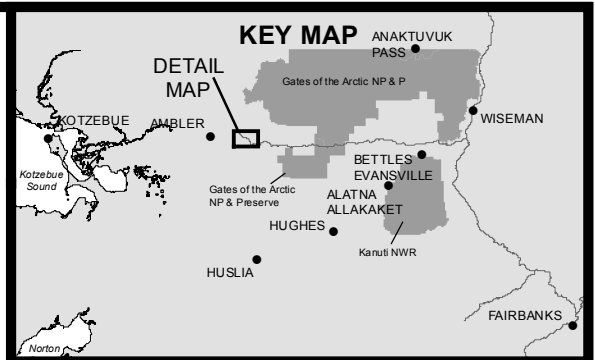 KEY MAP
ANAKTUVUK
PASS
DETAIL
MAP
Gates of the Arctic NP & P
KOTZEBUE
AMBLER
WISEMAN
Kotzebue
Sound
BETTLES
EVANSVILLE
Gates of the Arctic
NP & Preserve
ALATNA
ALLAKAKET
HUGHES
Kanuti NWR
HUSLIA
FAIRBANKS
Norton